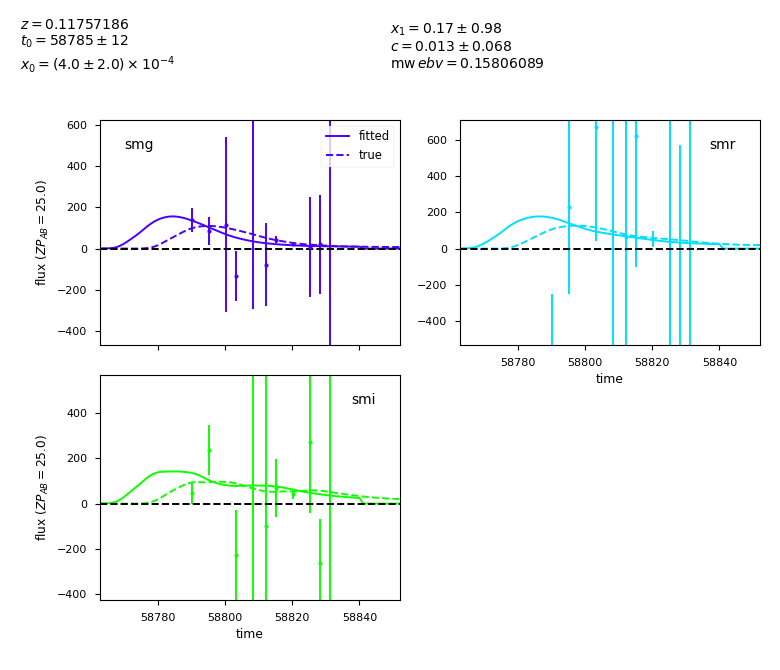 z = 0.11757186
t₀ = 58785 ± 12
x₀ = (4.0 ± 2.0) × 10⁻⁴
x₁ = 0.17 ± 0.98
c = 0.013 ± 0.068
mw ebv = 0.15806089
smg
fitted
true
600
400
200
0
−200
−400
flux (ZP_AB = 25.0)
smr
600
400
200
0
−200
−400
58780
58800
58820
58840
time
smi
400
200
0
−200
−400
flux (ZP_AB = 25.0)
58780
58800
58820
58840
time